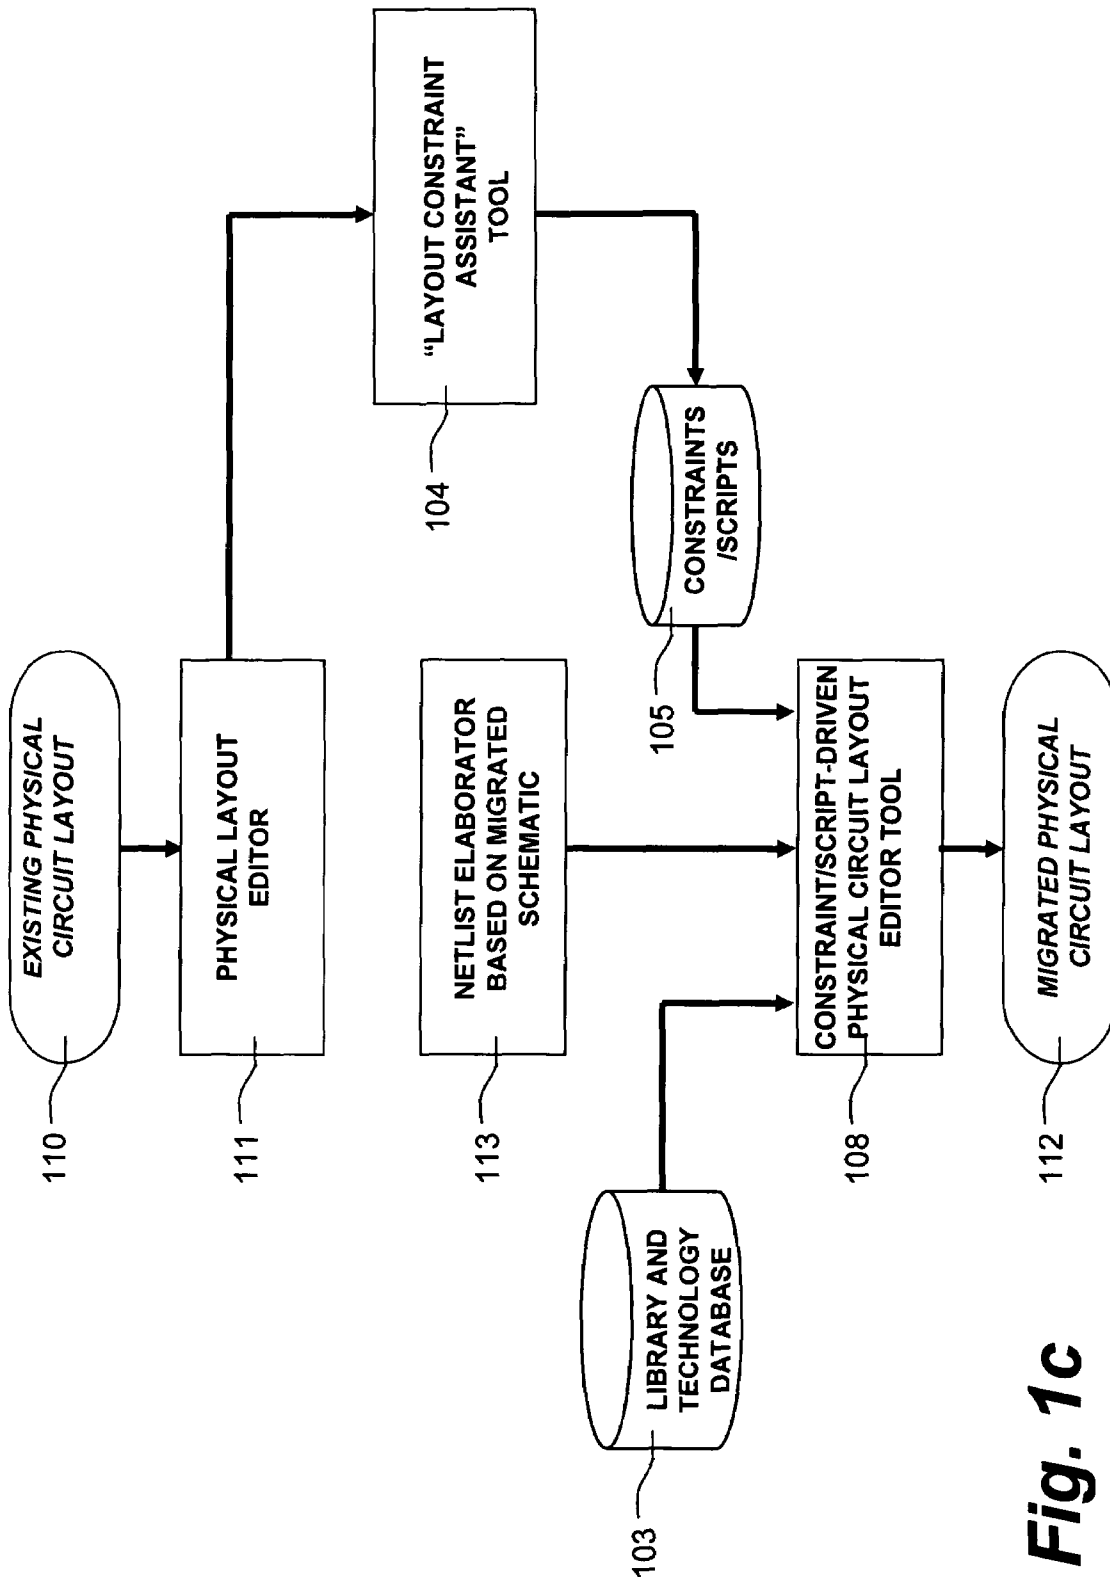 EXISTING PHYSICAL
CIRCUIT LAYOUT
110
PHYSICAL LAYOUT
EDITOR
111
"LAYOUT CONSTRAINT
ASSISTANT"
TOOL
104
NETLIST ELABORATOR
BASED ON MIGRATED
SCHEMATIC
113
CONSTRAINTS
/SCRIPTS
105
LIBRARY AND
TECHNOLOGY
DATABASE
103
CONSTRAINT/SCRIPT-DRIVEN
PHYSICAL CIRCUIT LAYOUT
EDITOR TOOL
108
MIGRATED PHYSICAL
CIRCUIT LAYOUT
112
Fig. 1c